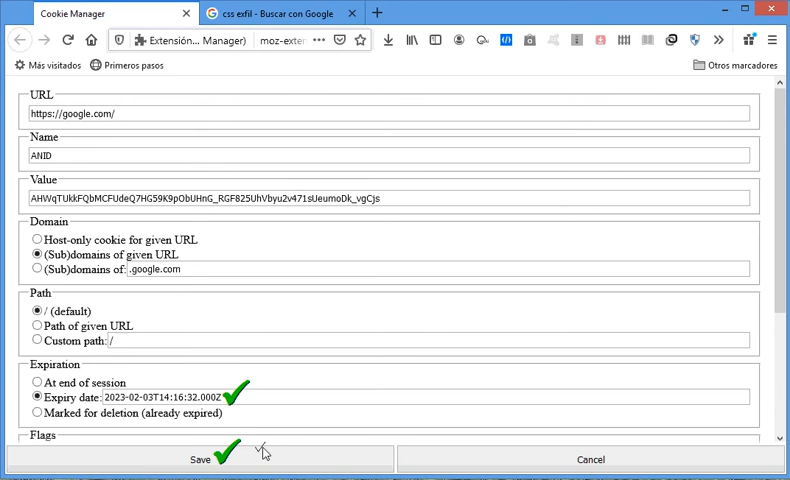 Cookie Manager
css exfil - Buscar con Google
Extensión... Manager)
moz-exten
Más visitados
Primeros pasos
Otros marcadores
URL
https://google.com/
Name
ANID
Value
AHWqTUkkFQbMCFUdeQ7HG59K9pObUHnG_RGF825UhVbyu2v471sUeumoDk_vgCjs
Domain
Host-only cookie for given URL
(Sub)domains of given URL
(Sub)domains of: .google.com
Path
/ (default)
Path of given URL
Custom path: /
Expiration
At end of session
Expiry date: 2023-02-03T14:16:32.000Z
Marked for deletion (already expired)
Flags
Save
Cancel